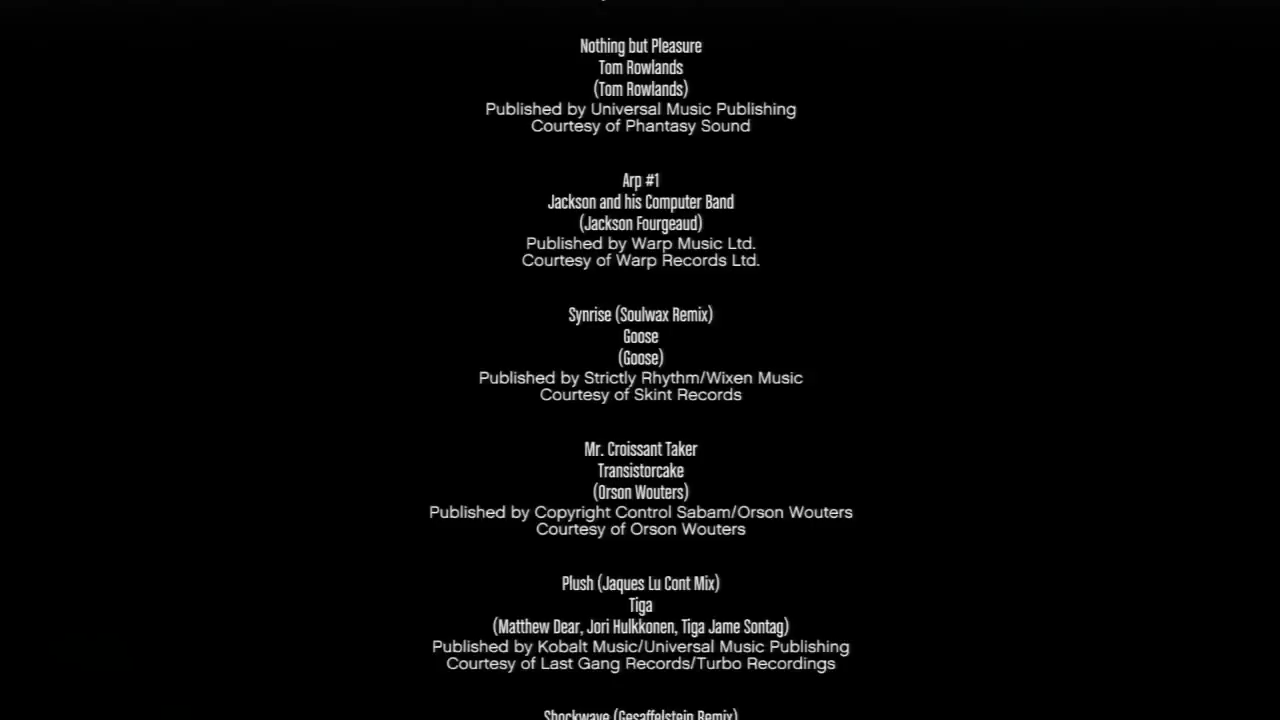 Nothing but Pleasure
Tom Rowlands
(Tom Rowlands)
Published by Universal Music Publishing
Courtesy of Phantasy Sound
Arp #1
Jackson and his Computer Band
(Jackson Fourgeaud)
Published by Warp Music Ltd.
Courtesy of Warp Records Ltd.
Synrise (Soulwax Remix)
Goose
(Goose)
Published by Strictly Rhythm/Wixen Music
Courtesy of Skint Records
Mr. Croissant Taker
Transistorcake
(Orson Wouters)
Published by Copyright Control Sabam/Orson Wouters
Courtesy of Orson Wouters
Plush (Jaques Lu Cont Mix)
Tiga
(Matthew Dear, Jori Hulkkonen, Tiga Jame Sontag)
Published by Kobalt Music/Universal Music Publishing
Courtesy of Last Gang Records/Turbo Recordings
Shockwave (Gesaffelstein Remix)